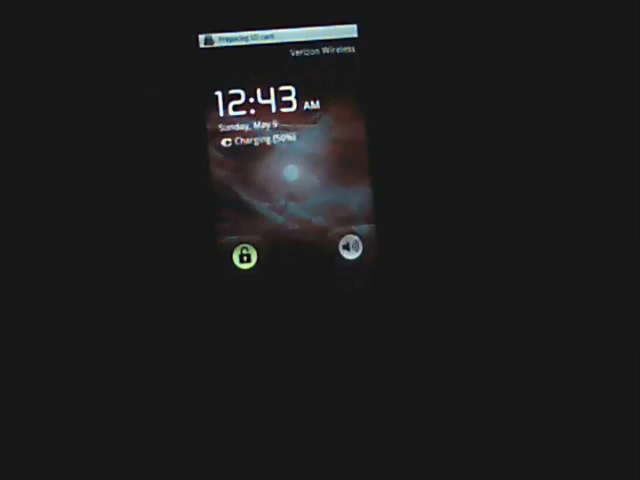 Preparing SD card
Verizon Wireless
12:43 AM
Sunday, May 9
Charging (50%)